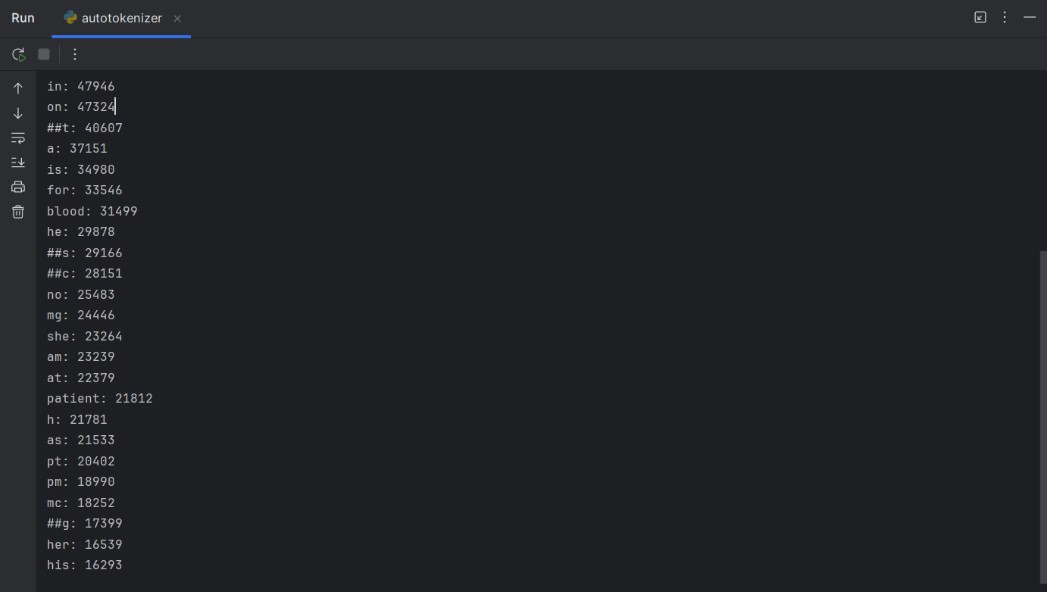 Run autotokenizer
in: 47946
on: 47324
##t: 40607
a: 37151
is: 34980
for: 33546
blood: 31499
he: 29878
##s: 29166
##c: 28151
no: 25483
mg: 24446
she: 23264
am: 23239
at: 22379
patient: 21812
h: 21781
as: 21533
pt: 20402
pm: 18990
mc: 18252
##g: 17399
her: 16539
his: 16293